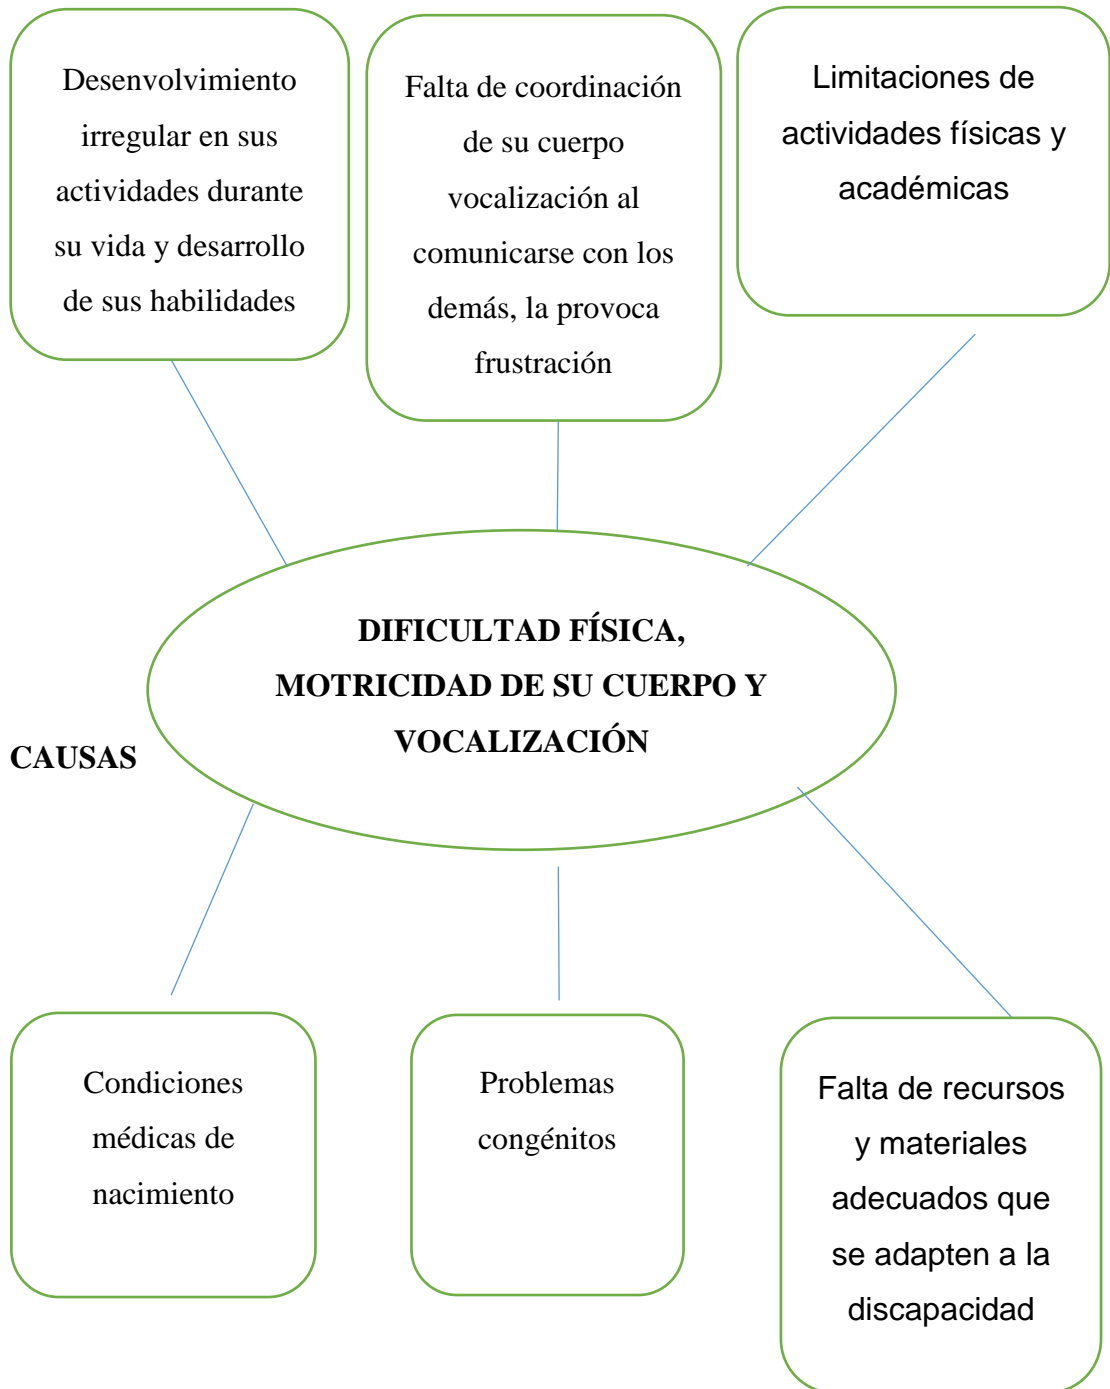 Desenvolvimiento
irregular en sus
actividades durante
su vida y desarrollo
de sus habilidades
Falta de coordinación
de su cuerpo
vocalización al
comunicarse con los
demás, la provoca
frustración
Limitaciones de
actividades físicas y
académicas
DIFICULTAD FÍSICA,
MOTRICIDAD DE SU CUERPO Y
VOCALIZACIÓN
CAUSAS
Condiciones
médicas de
nacimiento
Problemas
congénitos
Falta de recursos
y materiales
adecuados que
se adapten a la
discapacidad